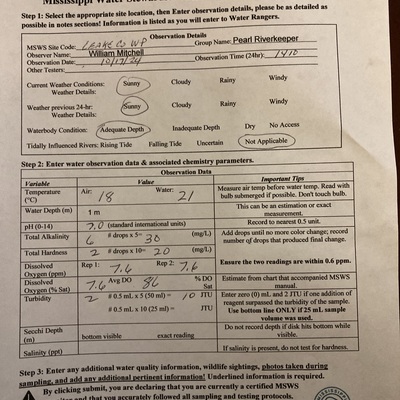 Step 1: Select the appropriate site location, then Enter observation details, please be as detailed as
possible in notes sections! Information is listed as you will enter to Water Rangers.
Observation Details
MSWS Site Code: LEAKE CO WP Group Name: Pearl Riverkeeper
Observer Name: William Mitchell
Observation Date: 10/17/24 Observation Time (24hr): 1410
Other Testers:
Current Weather Conditions: Sunny Cloudy Rainy Windy
Weather Details:
Weather previous 24-hr: Sunny Cloudy Rainy Windy
Weather Details:
Waterbody Condition: Adequate Depth Inadequate Depth Dry No Access
Tidally Influenced Rivers: Rising Tide Falling Tide Uncertain Not Applicable
Step 2: Enter water observation data & associated chemistry parameters.
Observation Data
Variable Value Important Tips
Temperature (°C) Air: 18 Water: 21 Measure air temp before water temp. Read with
bulb submerged if possible. Don't touch bulb.
Water Depth (m) 1 m This can be an estimation or exact
measurement.
pH (0-14) 7.0 (standard international units) Record to nearest 0.5 unit.
Total Alkalinity 6 # drops x 5= 30 (mg/L) Add drops until no more color change; record
number of drops that produced final change.
Total Hardness 2 # drops x 10= 20 (mg/L)
Dissolved Oxygen (ppm) Rep 1: 7.6 Rep 2: 7.6 Ensure the two readings are within 0.6 ppm.
Dissolved Oxygen (% Sat) 7.6 Avg DO 86 % DO Sat Estimate from chart that accompanied MSWS
manual.
Turbidity 2 # 0.5 mL x 5 (50 ml) = 10 JTU Enter zero (0) mL and 2 JTU if one addition of
reagent surpassed the turbidity of the sample.
# 0.5 mL x 10 (25 ml) = JTU Use bottom line ONLY if 25 mL sample
volume was used.
Secchi Depth (m) bottom visible exact reading Do not record depth if disk hits bottom while
visible.
Salinity (ppt) If salinity is present, do not test for hardness.
Step 3: Enter any additional water quality information, wildlife sightings, photos taken during
sampling, and add any additional pertinent information! Underlined information is required.
By clicking submit, you are declaring that you are currently a certified MSWS
and that you accurately followed all sampling and testing protocols.